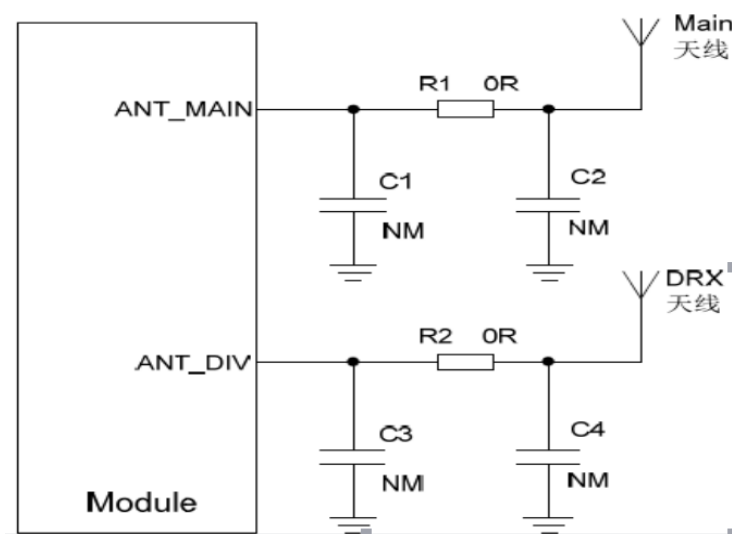 Main
天线
R1 0R
ANT_MAIN
C1
C2
NM
NM
DRX
天线
R2 0R
ANT_DIV
C3
C4
NM
NM
Module